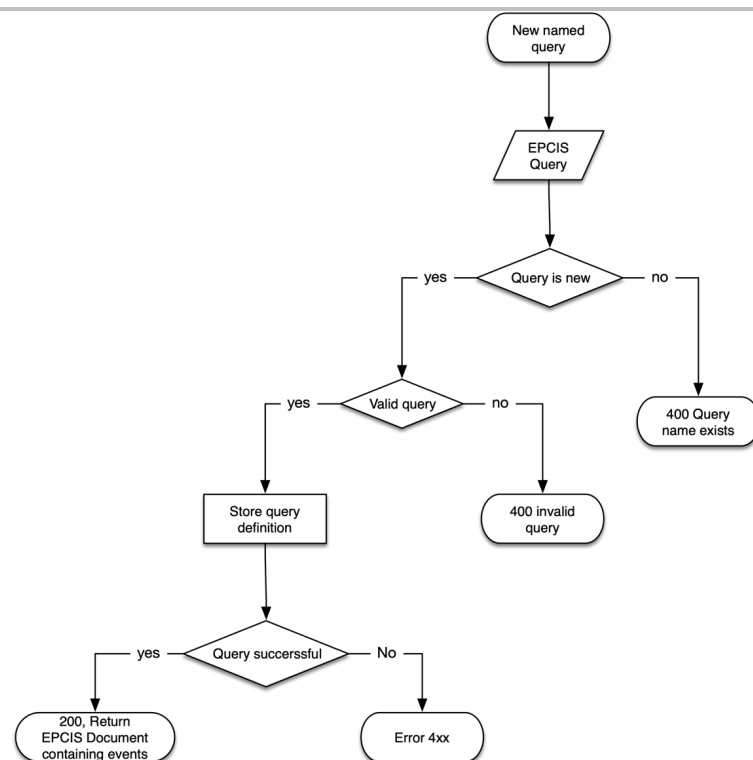 New named
query
EPCIS
Query
yes
Query is new
no
yes
Valid query
no
400 Query
name exists
Store query
definition
400 invalid
query
yes
Query succerssful
No
200, Return
EPCIS Document
containing events
Error 4xx